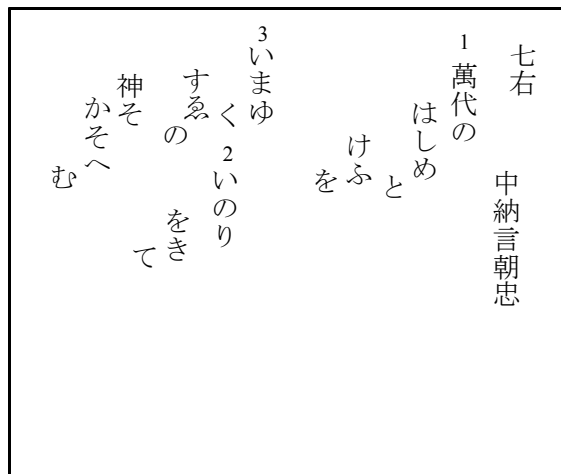 七右
中納言朝忠
1萬代の
はしめ
と
けふ
を
2いのり
をき
て
3いまゆ
く
すゑ
の
神そ
かそへ
む